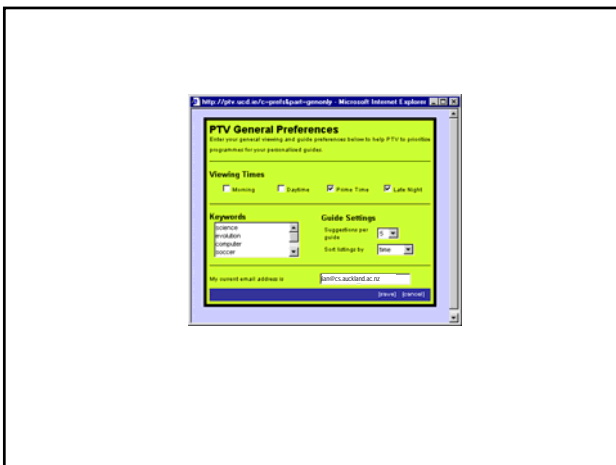 http://ptv.ucd.ie/c=prefs&part=genonly - Microsoft Internet Explorer
PTV General Preferences
Enter your general viewing and guide preferences below to help PTV to prioritize
programmes for your personalized guides.
Viewing Times
Morning Daytime Prime Time Late Night
Keywords Guide Settings
science
evolution
computer
soccer
Suggestions per
guide 5
Sort listings by time
My current email address is ian@cs.auckland.ac.nz
[save] [cancel]